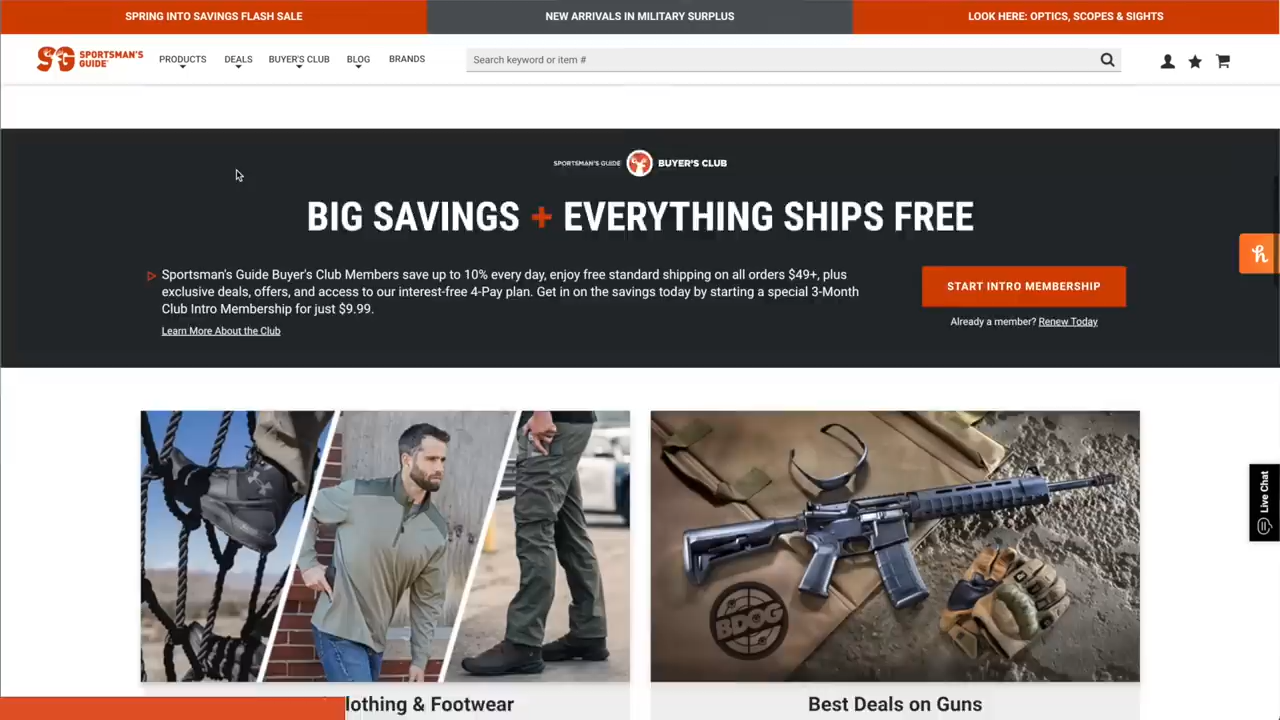 SPRING INTO SAVINGS FLASH SALE
NEW ARRIVALS IN MILITARY SURPLUS
LOOK HERE: OPTICS, SCOPES & SIGHTS
SG SPORTSMAN'S GUIDE
PRODUCTS
DEALS
BUYER'S CLUB
BLOG
BRANDS
Search keyword or item #
SPORTSMAN'S GUIDE BUYER'S CLUB
BIG SAVINGS + EVERYTHING SHIPS FREE
Sportsman's Guide Buyer's Club Members save up to 10% every day, enjoy free standard shipping on all orders $49+, plus
exclusive deals, offers, and access to our interest-free 4-Pay plan. Get in on the savings today by starting a special 3-Month
Club Intro Membership for just $9.99.
Learn More About the Club
START INTRO MEMBERSHIP
Already a member? Renew Today
h
Live Chat
BDOG
lothing & Footwear
Best Deals on Guns